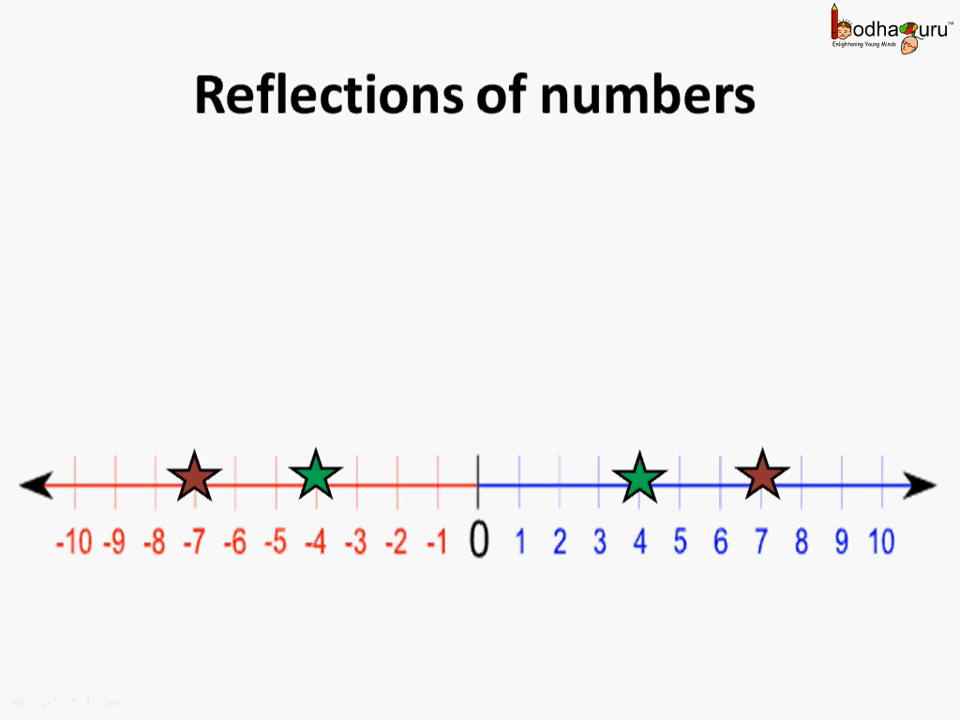 bodhaguru™
Enlightening Young Minds
Reflections of numbers
-10 -9 -8 -7 -6 -5 -4 -3 -2 -1 0 1 2 3 4 5 6 7 8 9 10